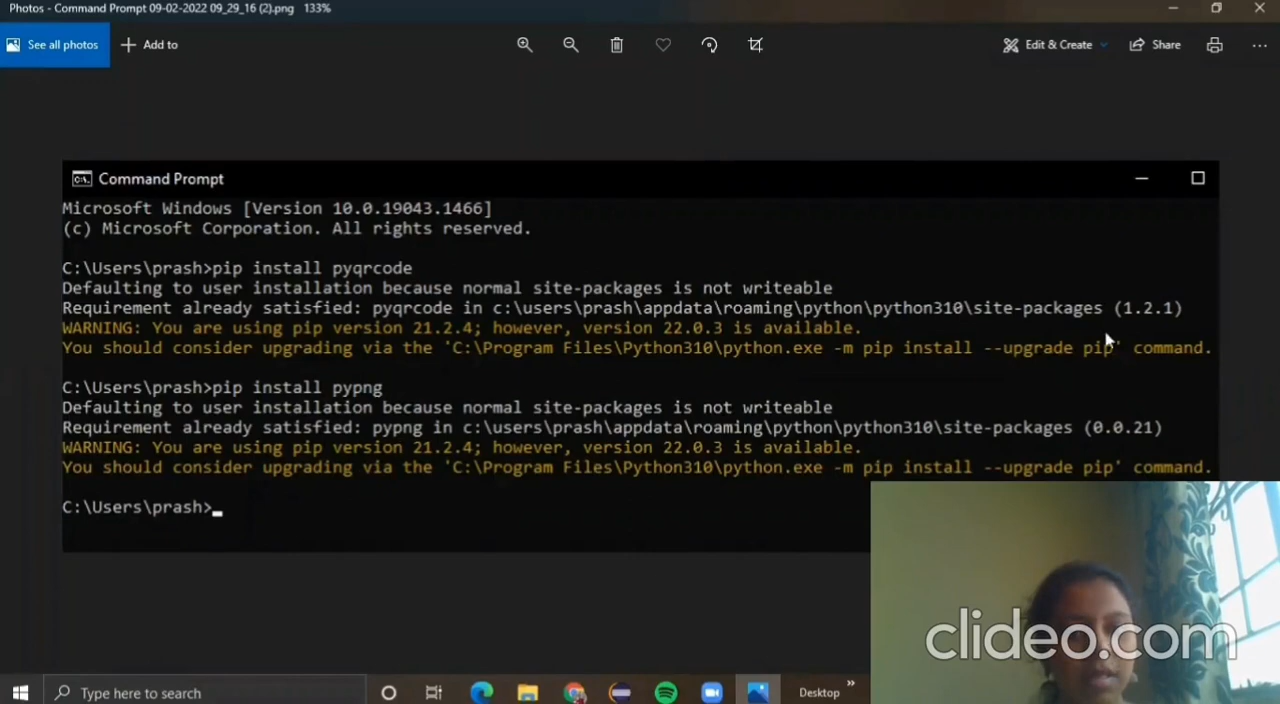 Photos - Command Prompt 09-02-2022 09_29_16 (2).png 133%
See all photos
Add to
Edit & Create
Share
Command Prompt
Microsoft Windows [Version 10.0.19043.1466]
(c) Microsoft Corporation. All rights reserved.
C:\Users\prash>pip install pyqrcode
Defaulting to user installation because normal site-packages is not writeable
Requirement already satisfied: pyqrcode in c:\users\prash\appdata\roaming\python\python310\site-packages (1.2.1)
WARNING: You are using pip version 21.2.4; however, version 22.0.3 is available.
You should consider upgrading via the 'C:\Program Files\Python310\python.exe -m pip install --upgrade pip' command.
C:\Users\prash>pip install pypng
Defaulting to user installation because normal site-packages is not writeable
Requirement already satisfied: pypng in c:\users\prash\appdata\roaming\python\python310\site-packages (0.0.21)
WARNING: You are using pip version 21.2.4; however, version 22.0.3 is available.
You should consider upgrading via the 'C:\Program Files\Python310\python.exe -m pip install --upgrade pip' command.
C:\Users\prash>
clideo.com
Type here to search
Desktop